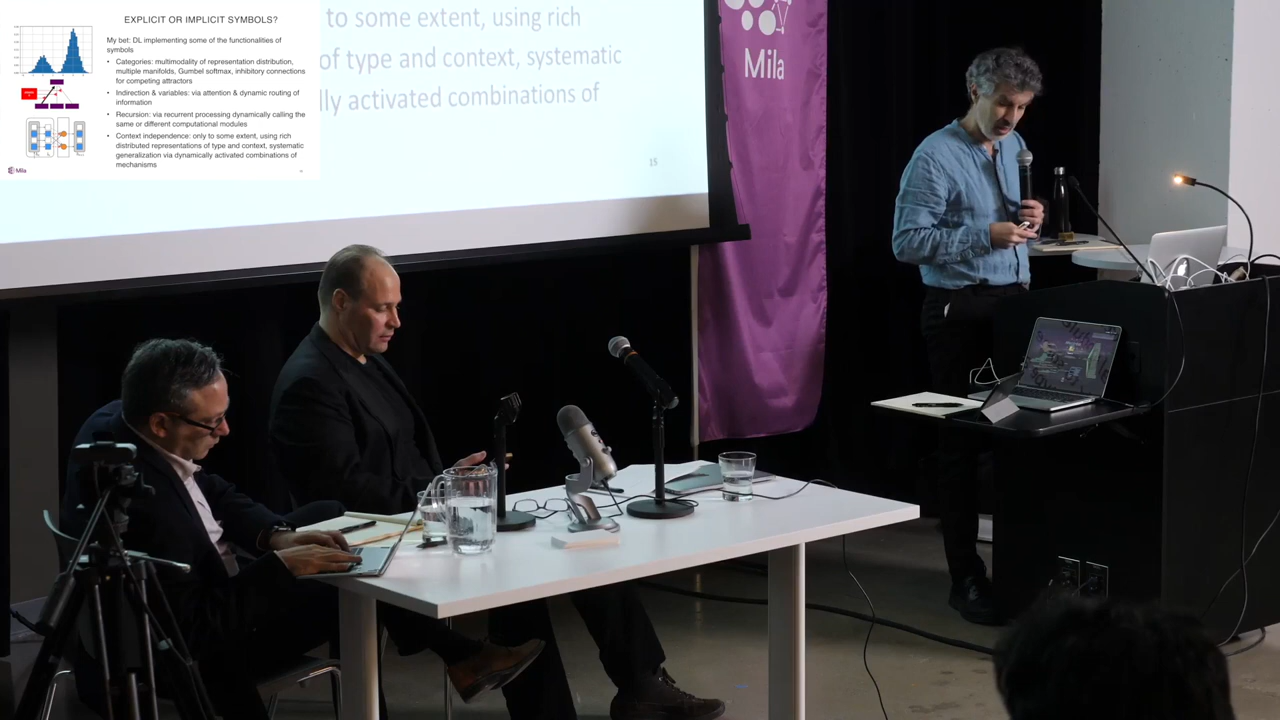 EXPLICIT OR IMPLICIT SYMBOLS?
My bet: DL implementing some of the functionalities of
symbols
• Categories: multimodality of representation distribution,
multiple manifolds, Gumbel softmax, inhibitory connections
for competing attractors
• Indirection & variables: via attention & dynamic routing of
information
• Recursion: via recurrent processing dynamically calling the
same or different computational modules
• Context independence: only to some extent, using rich
distributed representations of type and context, systematic
generalization via dynamically activated combinations of
mechanisms
Mila
to some extent, using rich
of type and context, systematic
lly activated combinations of
15
Mila